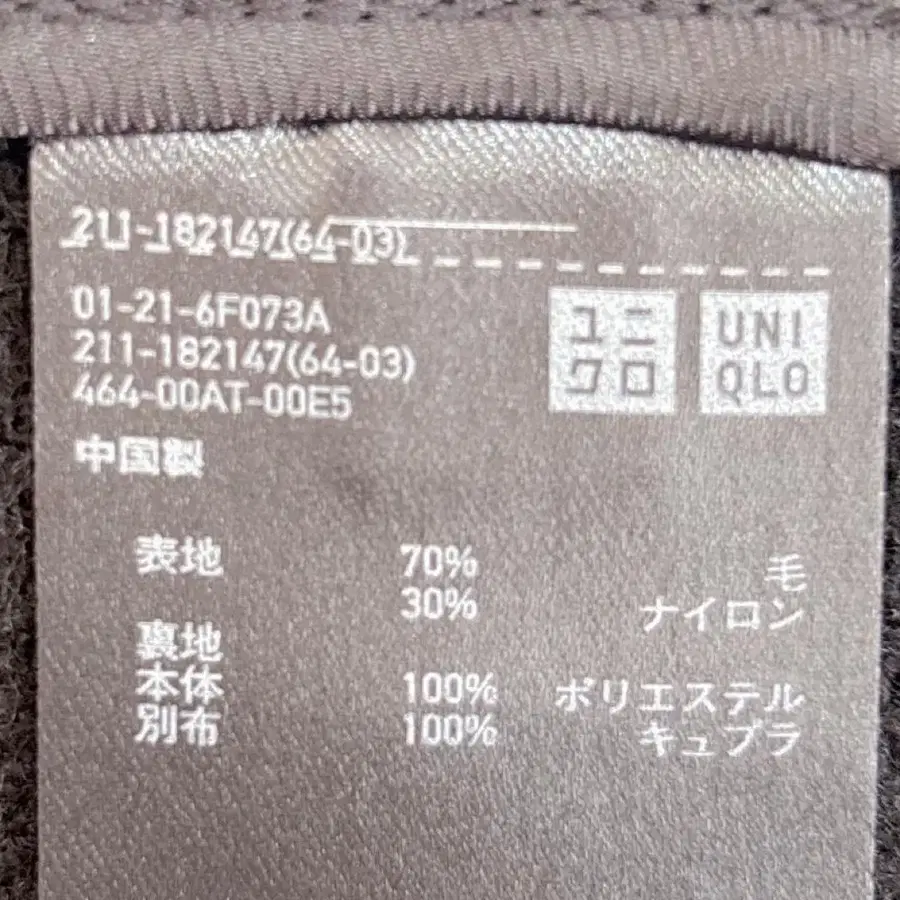 211-182147(64-03)
01-21-6F073A
211-182147(64-03)
464-00AT-00E5
ユニ
クロ
UNI
QLO
中国製
表地 70% 毛
30% ナイロン
裏地
本体 100% ポリエステル
別布 100% キュプラ